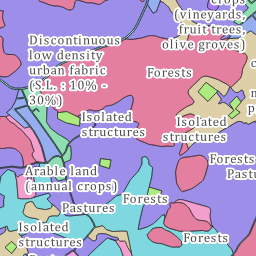 crops
(vineyards,
fruit trees,
olive groves)
Discontinuous
low density
urban fabric
(S.L. : 10% -
30%)
Forests
Isolated
structures
Isolated
structures
Forests
Arable land
(annual crops)
Forests
Pastures
Isolated
structures
Forests